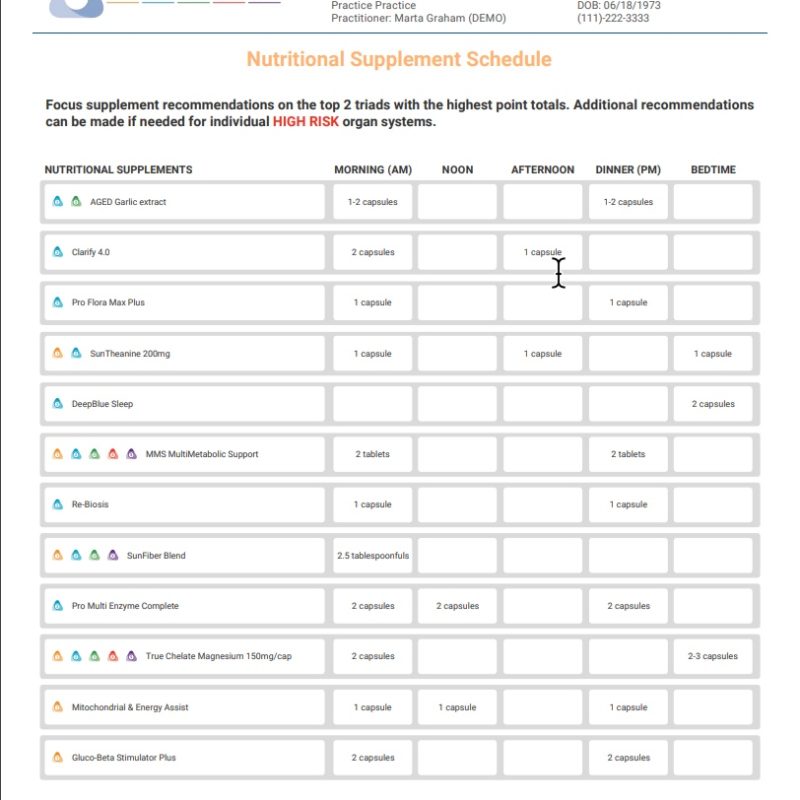 Practice Practice
DOB: 06/18/1973
Practitioner: Marta Graham (DEMO)
(111)-222-3333
Nutritional Supplement Schedule
Focus supplement recommendations on the top 2 triads with the highest point totals. Additional recommendations
can be made if needed for individual HIGH RISK organ systems.
NUTRITIONAL SUPPLEMENTS MORNING (AM) NOON AFTERNOON DINNER (PM) BEDTIME
AGED Garlic extract 1-2 capsules 1-2 capsules
Clarify 4.0 2 capsules 1 capsule
Pro Flora Max Plus 1 capsule 1 capsule
SunTheanine 200mg 1 capsule 1 capsule 1 capsule
DeepBlue Sleep 2 capsules
MMS MultiMetabolic Support 2 tablets 2 tablets
Re-Biosis 1 capsule 1 capsule
SunFiber Blend 2.5 tablespoonfuls
Pro Multi Enzyme Complete 2 capsules 2 capsules 2 capsules
True Chelate Magnesium 150mg/cap 2 capsules 2-3 capsules
Mitochondrial & Energy Assist 1 capsule 1 capsule 1 capsule
Gluco-Beta Stimulator Plus 2 capsules 2 capsules